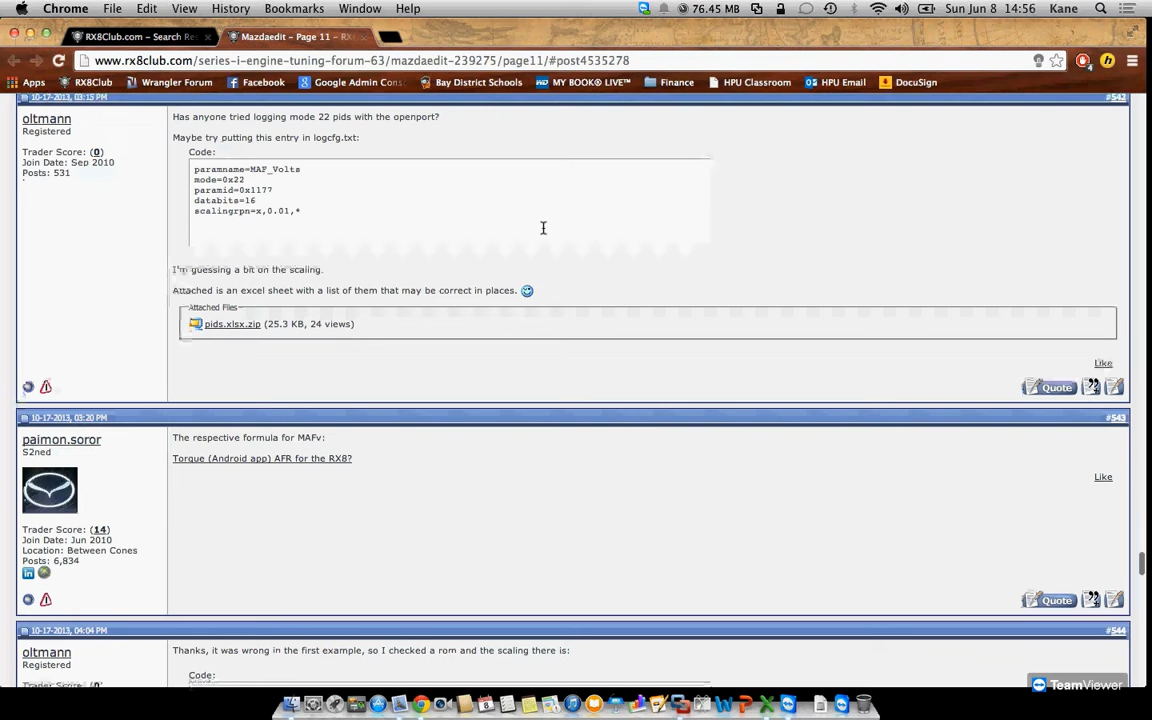 Chrome File Edit View History Bookmarks Window Help 76.45 MB Sun Jun 8 14:56 Kane
RX8Club.com - Search Re Mazdaedit - Page 11 - RX
www.rx8club.com/series-i-engine-tuning-forum-63/mazdaedit-239275/page11/#post4535278
Apps RX8Club Wrangler Forum Facebook Google Admin Cons Bay District Schools WD MY BOOK® LIVE™ Finance HPU Classroom HPU Email DocuSign
10-17-2013, 03:15 PM #542
oltmann
Registered
Trader Score: (0)
Join Date: Sep 2010
Posts: 531
Has anyone tried logging mode 22 pids with the openport?
Maybe try putting this entry in logcfg.txt:
Code:
paramname=MAF_Volts
mode=0x22
paramid=0x1177
databits=16
scalingrpn=x,0.01,*
I'm guessing a bit on the scaling.
Attached is an excel sheet with a list of them that may be correct in places.
Attached Files
pids.xlsx.zip (25.3 KB, 24 views)
Like
Quote
10-17-2013, 03:20 PM #543
paimon.soror
S2ned
Trader Score: (14)
Join Date: Jun 2010
Location: Between Cones
Posts: 6,834
in
The respective formula for MAFv:
Torque (Android app) AFR for the RX8?
Like
Quote
10-17-2013, 04:04 PM #544
oltmann
Registered
Trader Score: (0)
Thanks, it was wrong in the first example, so I checked a rom and the scaling there is:
Code:
TeamViewer